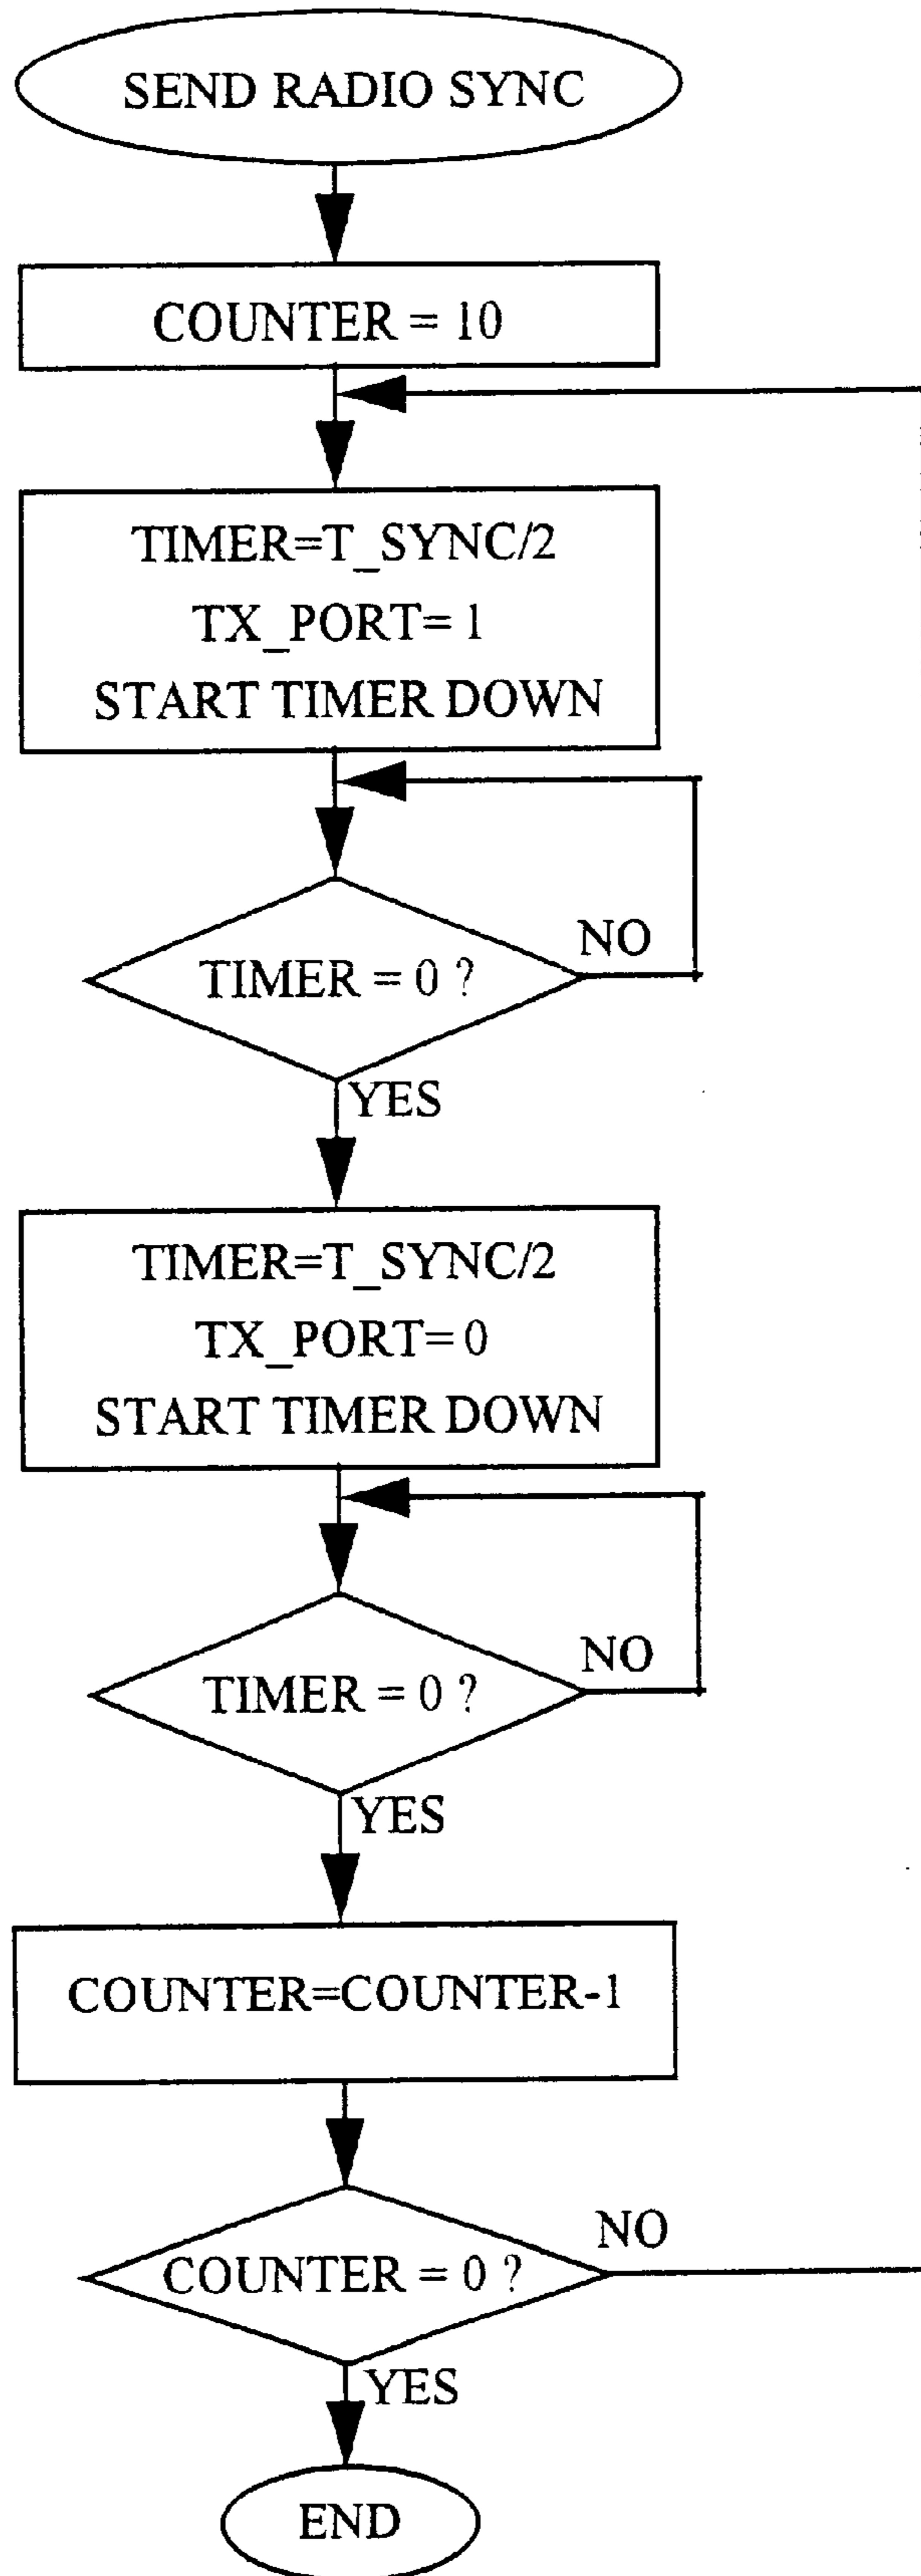 SEND RADIO SYNC
COUNTER = 10
TIMER=T_SYNC/2
TX_PORT= 1
START TIMER DOWN
TIMER = 0 ?
NO
YES
TIMER=T_SYNC/2
TX_PORT= 0
START TIMER DOWN
TIMER = 0 ?
NO
YES
COUNTER=COUNTER-1
COUNTER = 0 ?
NO
YES
END